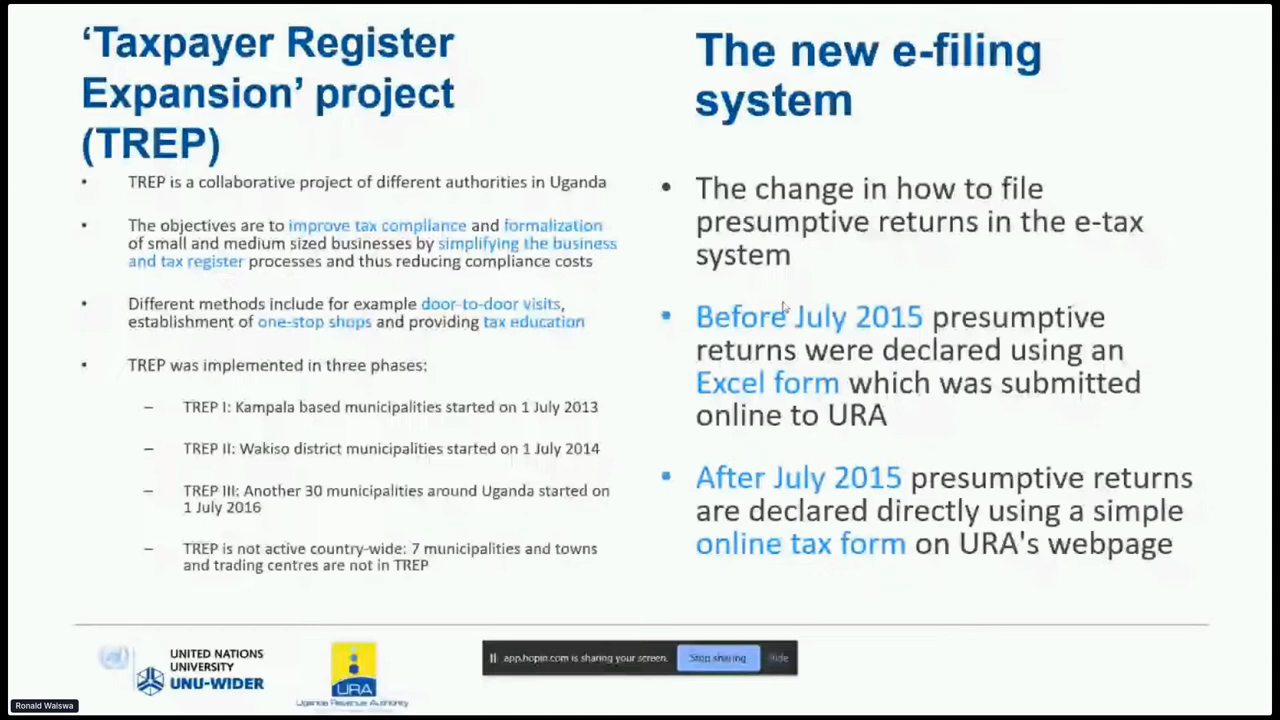 ‘Taxpayer Register
Expansion’ project
(TREP)
• TREP is a collaborative project of different authorities in Uganda
• The objectives are to improve tax compliance and formalization
of small and medium sized businesses by simplifying the business
and tax register processes and thus reducing compliance costs
• Different methods include for example door-to-door visits,
establishment of one-stop shops and providing tax education
• TREP was implemented in three phases:
– TREP I: Kampala based municipalities started on 1 July 2013
– TREP II: Wakiso district municipalities started on 1 July 2014
– TREP III: Another 30 municipalities around Uganda started on
1 July 2016
– TREP is not active country-wide: 7 municipalities and towns
and trading centres are not in TREP
The new e-filing
system
• The change in how to file
presumptive returns in the e-tax
system
• Before July 2015 presumptive
returns were declared using an
Excel form which was submitted
online to URA
• After July 2015 presumptive returns
are declared directly using a simple
online tax form on URA's webpage
UNITED NATIONS
UNIVERSITY
UNU-WIDER
URA
Uganda Revenue Authority
app.hopin.com is sharing your screen.
Stop sharing
Hide
Ronald Waiswa